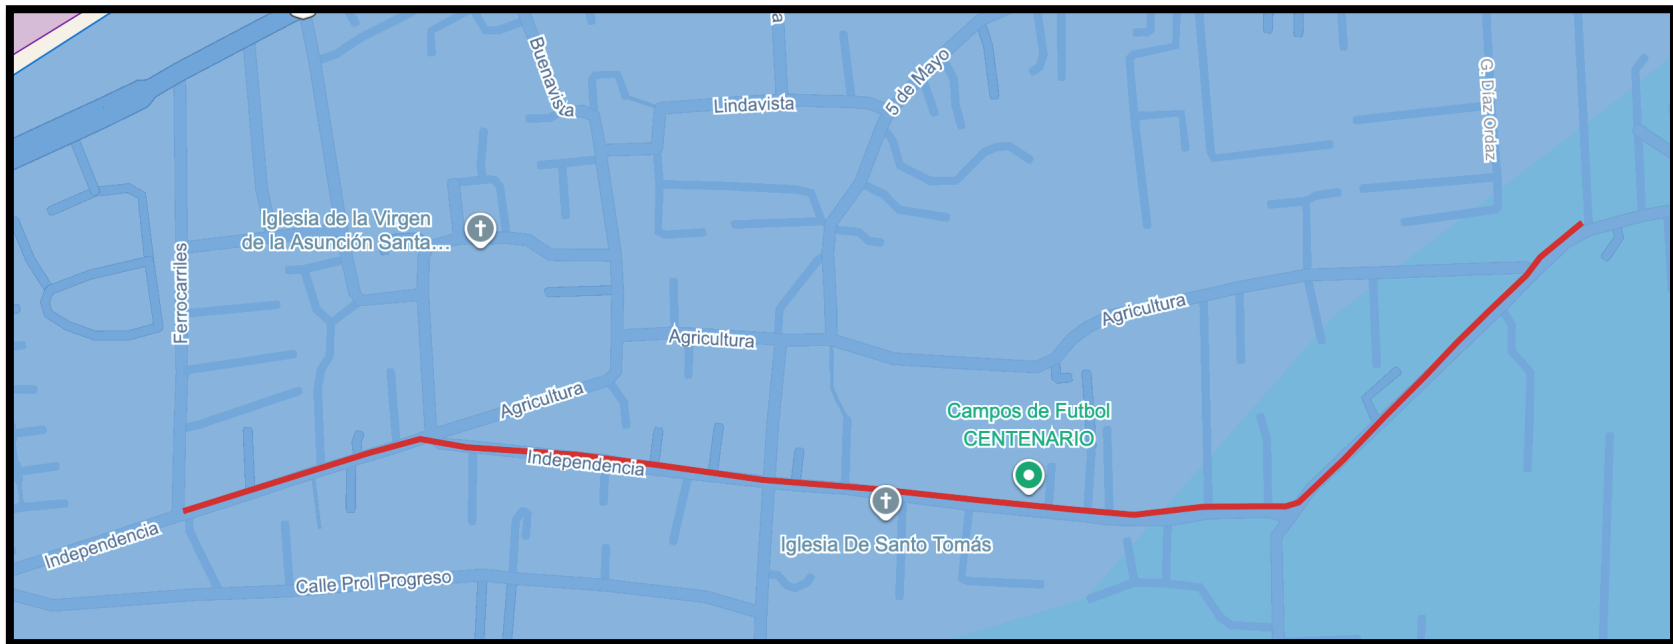 Buenavista
Lindavista
5 de Mayo
G. Díaz Ordaz
Iglesia de la Virgen
de la Asunción Santa...
Ferrocarriles
Agricultura
Agricultura
Agricultura
Campos de Futbol
CENTENARIO
Independencia
Iglesia De Santo Tomás
Independencia
Calle Prol Progreso